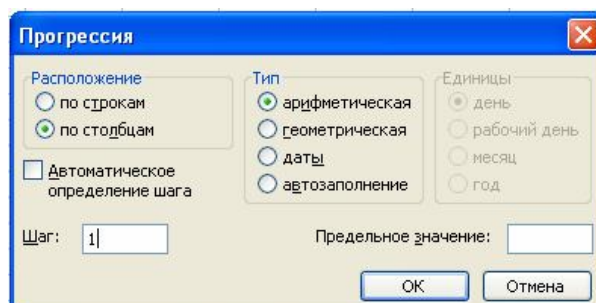 Прогрессия
Расположение
по строкам
по столбцам
Автоматическое
определение шага
Тип
арифметическая
геометрическая
даты
автозаполнение
Единицы
день
рабочий день
месяц
год
Шаг: 1
Предельное значение:
ОК
Отмена